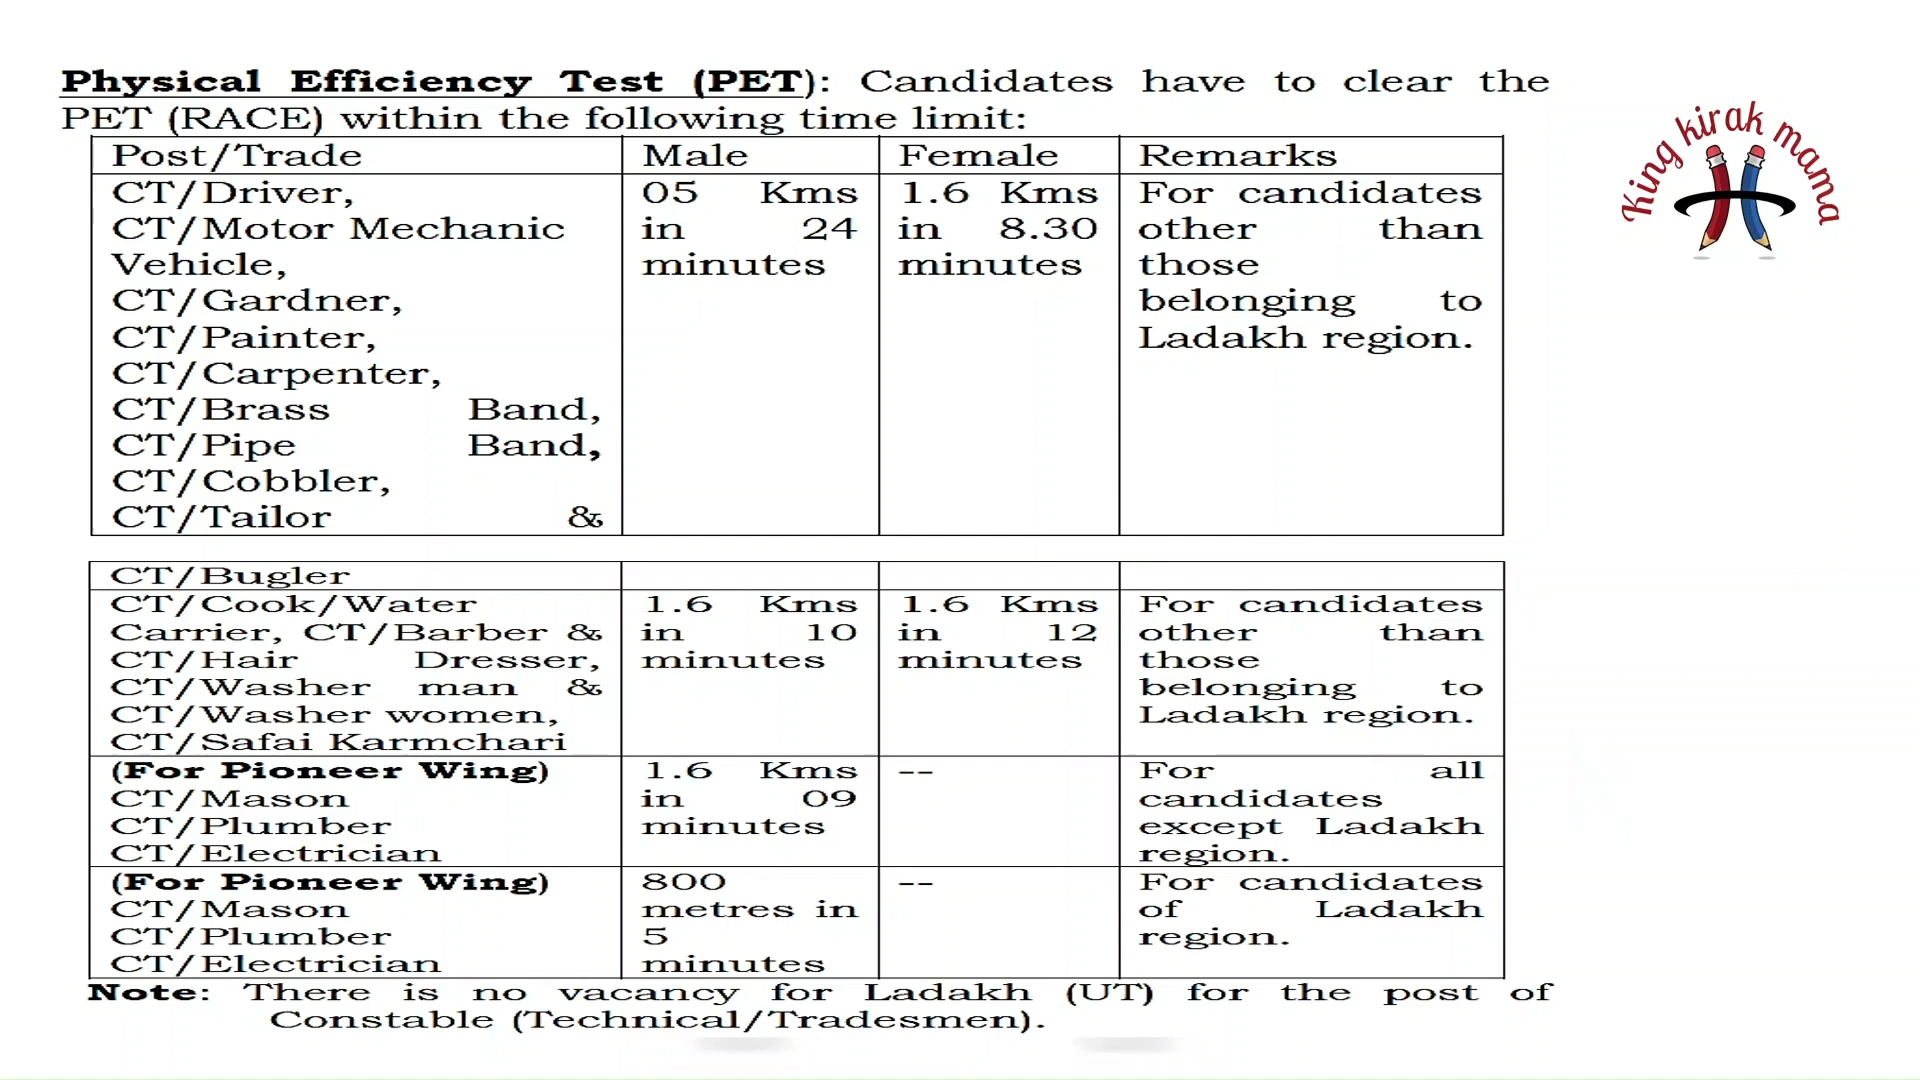 Physical Efficiency Test (PET): Candidates have to clear the
PET (RACE) within the following time limit:
Post/Trade Male Female Remarks
CT/Driver, 05 Kms 1.6 Kms For candidates
CT/Motor Mechanic in 24 in 8.30 other than
Vehicle, minutes minutes those
CT/Gardner, belonging to
CT/Painter, Ladakh region.
CT/Carpenter,
CT/Brass Band,
CT/Pipe Band,
CT/Cobbler,
CT/Tailor &
CT/Bugler
CT/Cook/Water 1.6 Kms 1.6 Kms For candidates
Carrier, CT/Barber & in 10 in 12 other than
CT/Hair Dresser, minutes minutes those
CT/Washer man & belonging to
CT/Washer women, Ladakh region.
CT/Safai Karmchari
(For Pioneer Wing) 1.6 Kms -- For all
CT/Mason in 09 candidates
CT/Plumber minutes except Ladakh
CT/Electrician region.
(For Pioneer Wing) 800 -- For candidates
CT/Mason metres in of Ladakh
CT/Plumber 5 region.
CT/Electrician minutes
Note: There is no vacancy for Ladakh (UT) for the post of
Constable (Technical/Tradesmen).
King kirak mama